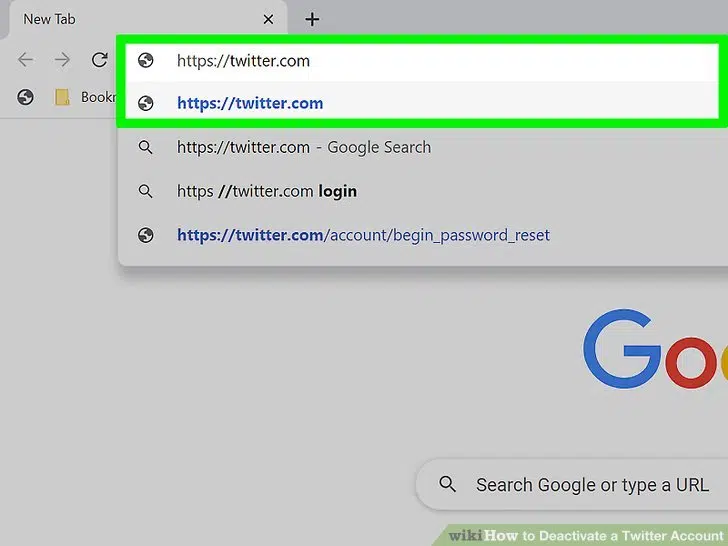 New Tab
https://twitter.com
Bookm
https://twitter.com
https://twitter.com - Google Search
https //twitter.com login
https://twitter.com/account/begin_password_reset
Goo
Search Google or type a URL
wikiHow to Deactivate a Twitter Account